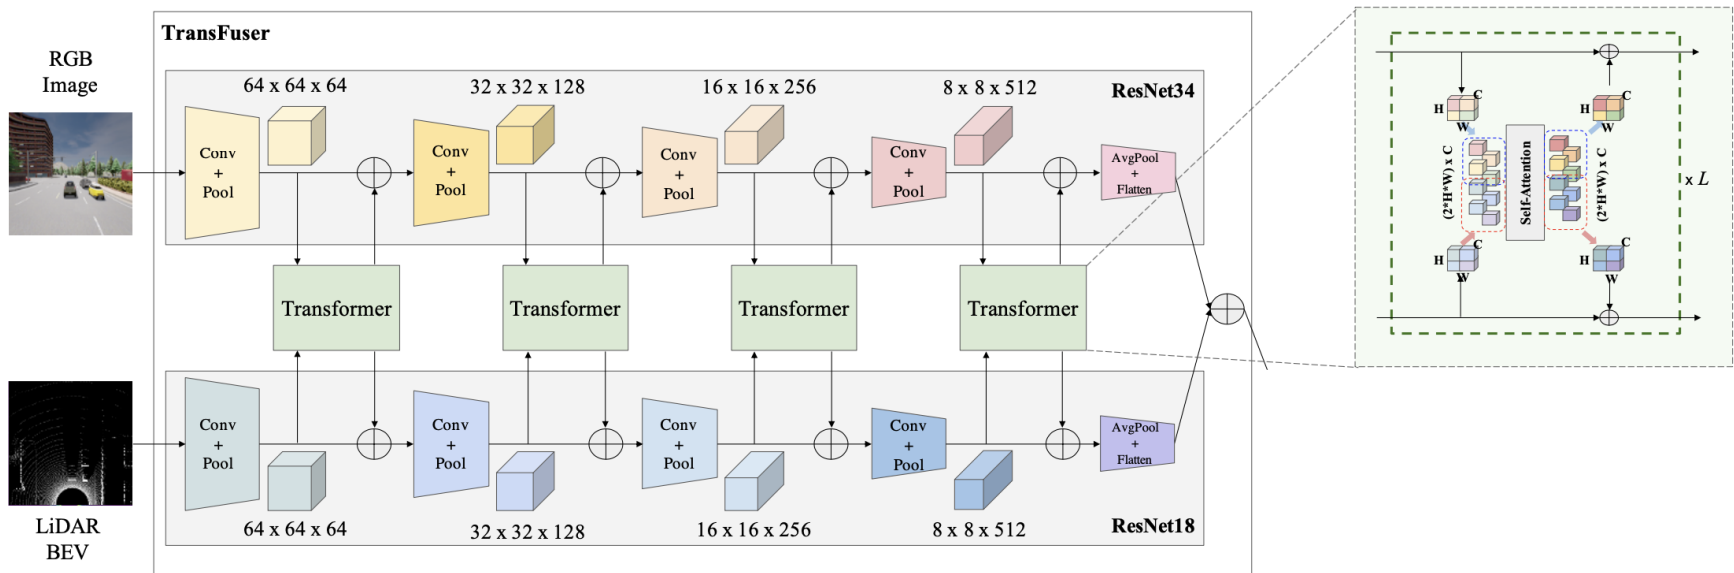 TransFuser
RGB
Image
64 x 64 x 64
32 x 32 x 128
16 x 16 x 256
8 x 8 x 512
ResNet34
Conv
+
Pool
Conv
+
Pool
Conv
+
Pool
Conv
+
Pool
AvgPool
+
Flatten
Transformer
Transformer
Transformer
Transformer
Conv
+
Pool
Conv
+
Pool
Conv
+
Pool
Conv
+
Pool
AvgPool
+
Flatten
LiDAR
BEV
64 x 64 x 64
32 x 32 x 128
16 x 16 x 256
8 x 8 x 512
ResNet18
H
C
W
C
H
W
(2*H*W) x C
Self-Attention
(2*H*W) x C
x L
H
C
W
C
H
W